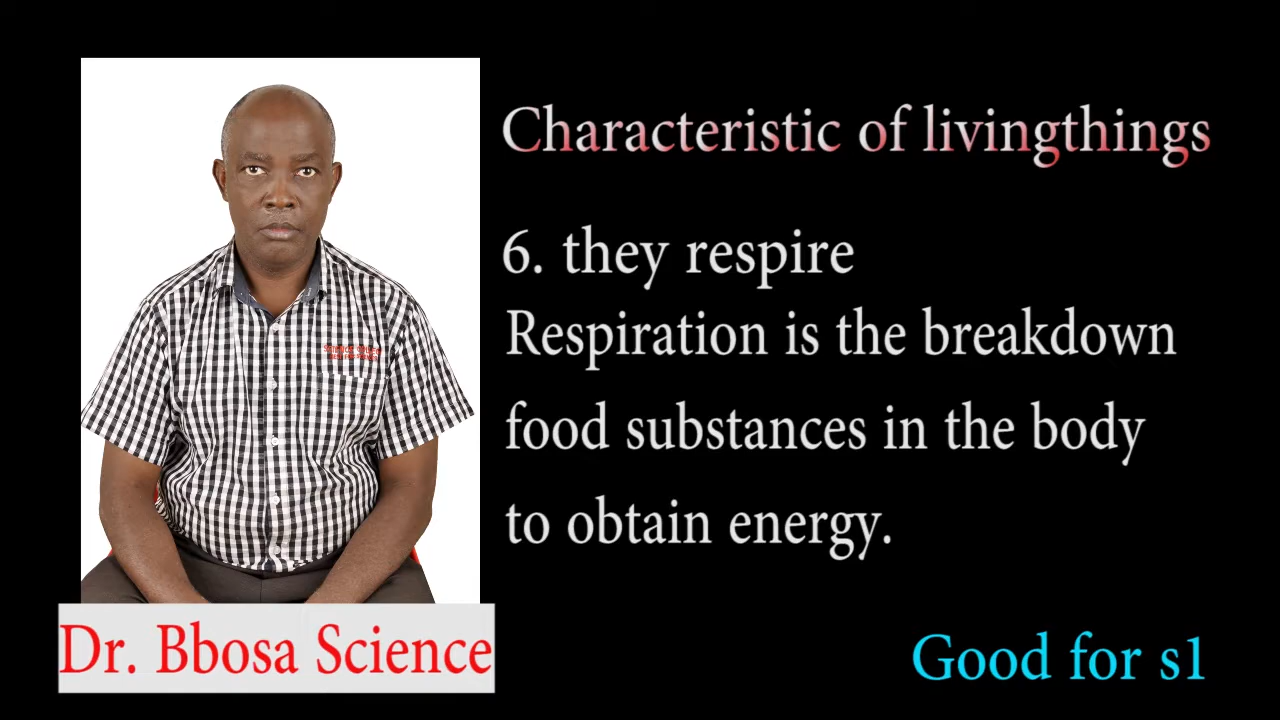 Characteristic of livingthings
6. they respire
Respiration is the breakdown
food substances in the body
to obtain energy.
Dr. Bbosa Science
Good for s1